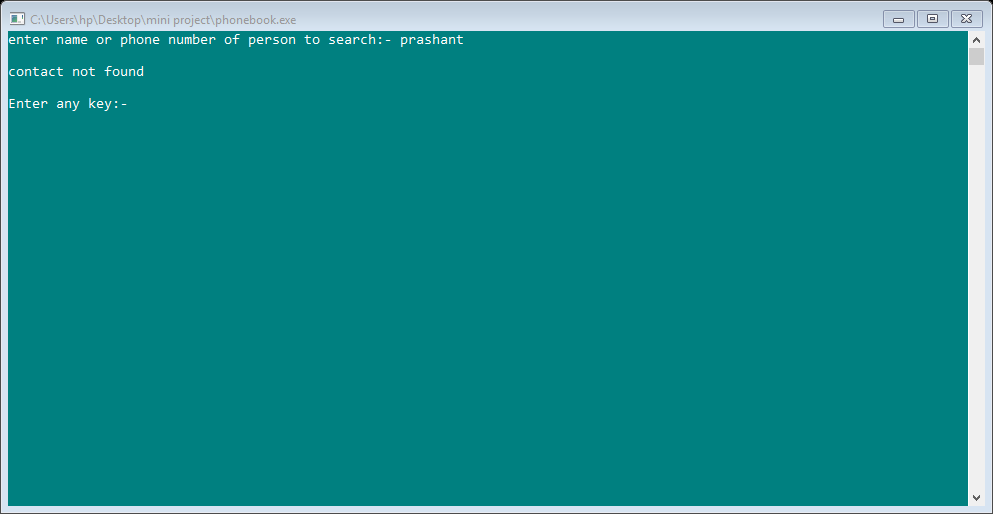 C:\Users\hp\Desktop\mini project\phonebook.exe
enter name or phone number of person to search:- prashant
contact not found
Enter any key:-